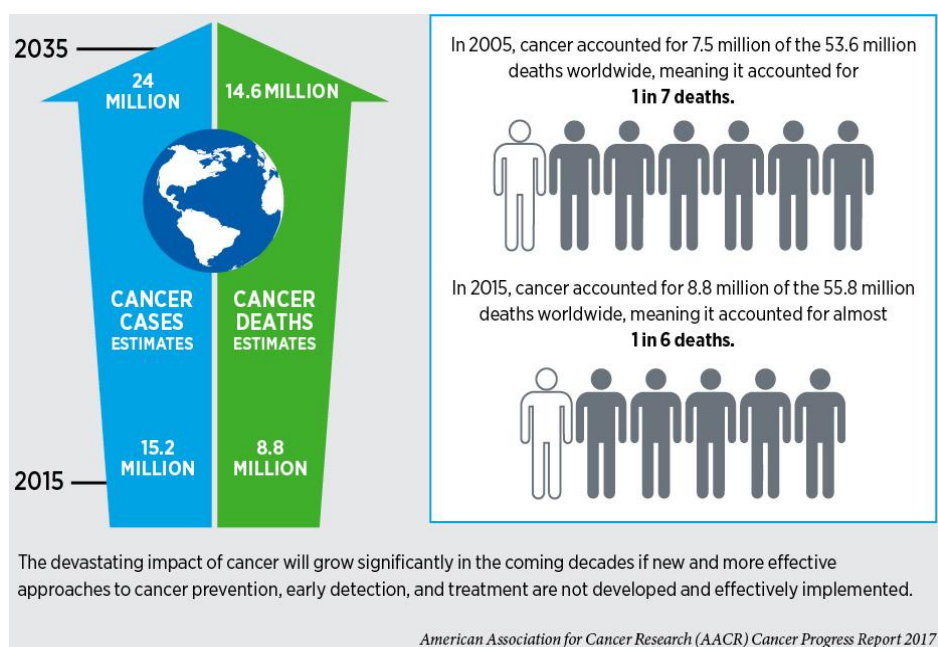 2035
24
MILLION
14.6 MILLION
CANCER
CASES
ESTIMATES
CANCER
DEATHS
ESTIMATES
15.2
MILLION
8.8
MILLION
2015
In 2005, cancer accounted for 7.5 million of the 53.6 million
deaths worldwide, meaning it accounted for
1 in 7 deaths.
In 2015, cancer accounted for 8.8 million of the 55.8 million
deaths worldwide, meaning it accounted for almost
1 in 6 deaths.
The devastating impact of cancer will grow significantly in the coming decades if new and more effective
approaches to cancer prevention, early detection, and treatment are not developed and effectively implemented.
American Association for Cancer Research (AACR) Cancer Progress Report 2017